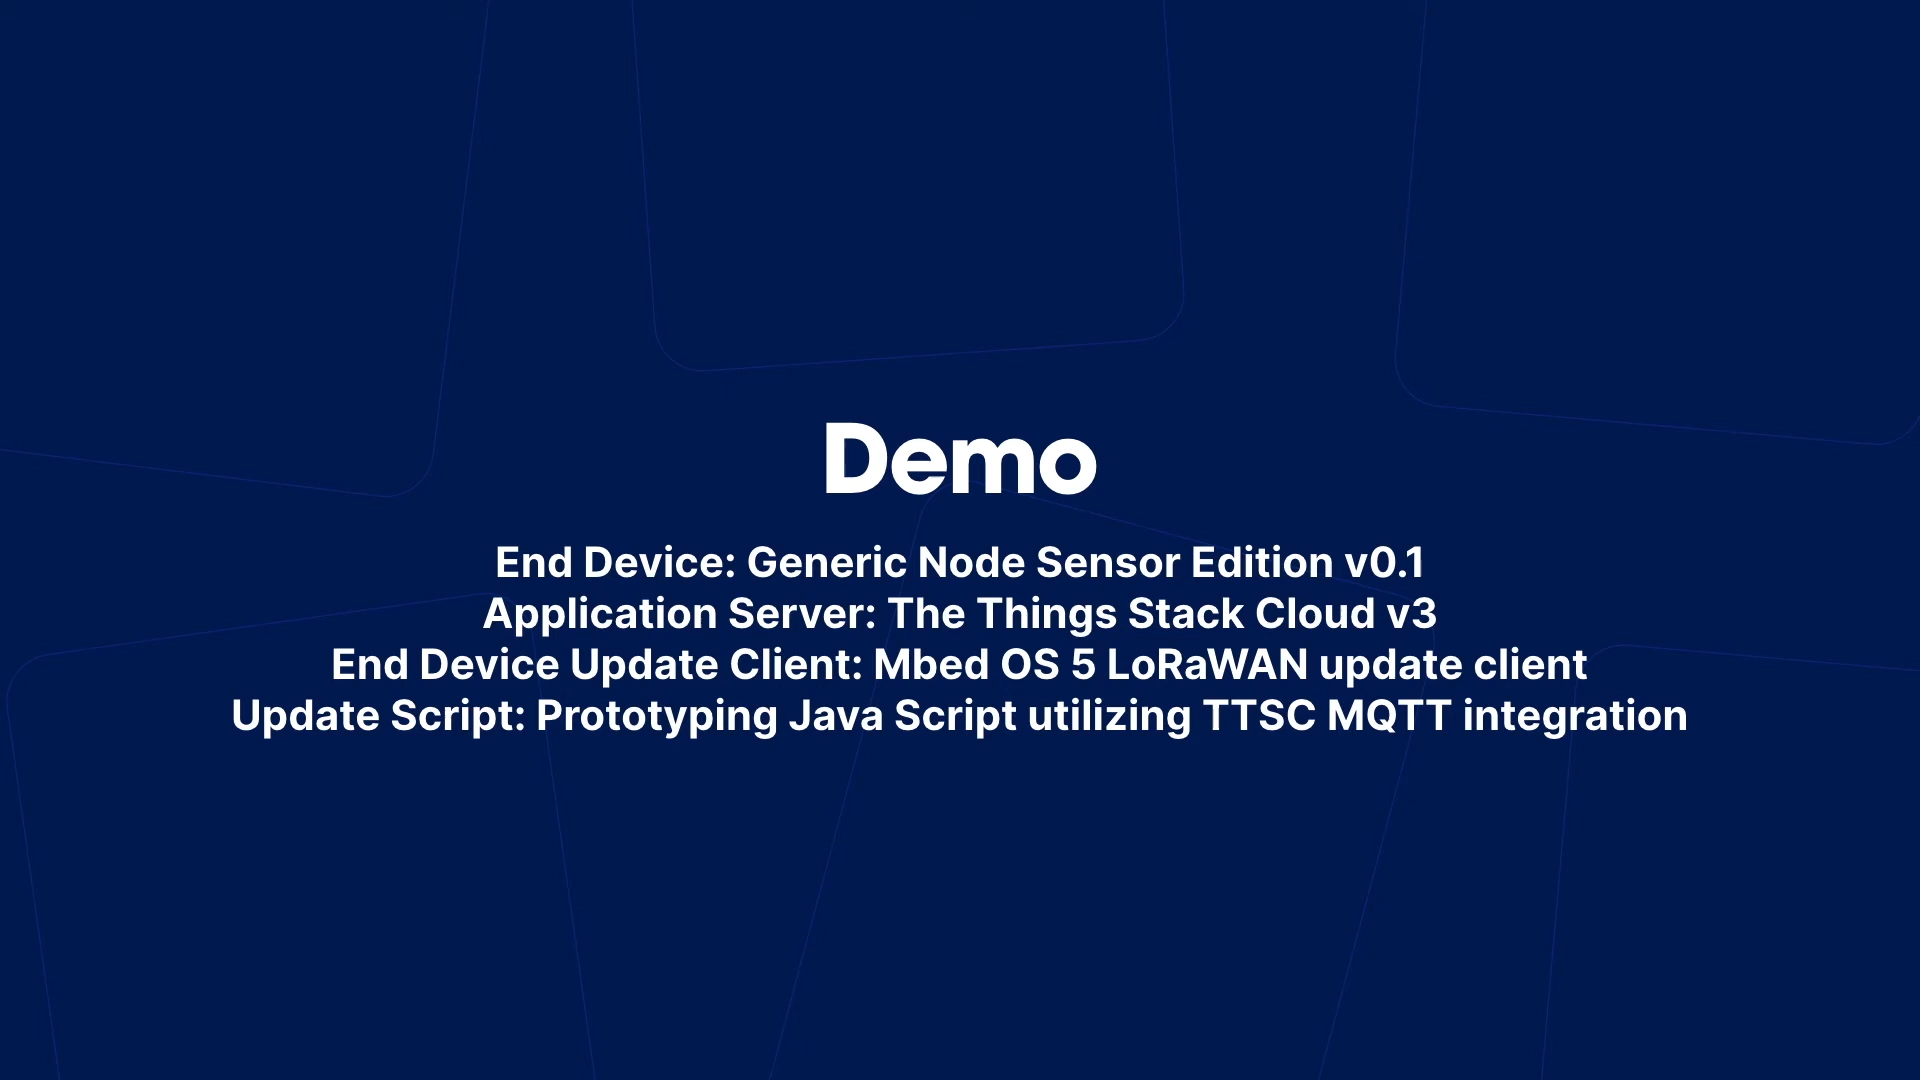 Demo
End Device: Generic Node Sensor Edition v0.1
Application Server: The Things Stack Cloud v3
End Device Update Client: Mbed OS 5 LoRaWAN update client
Update Script: Prototyping Java Script utilizing TTSC MQTT integration